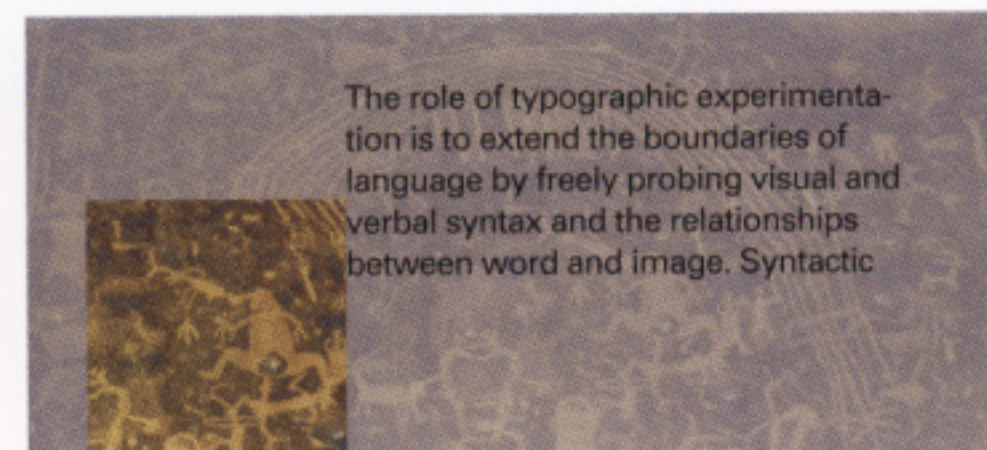 The role of typographic experimenta-
tion is to extend the boundaries of
language by freely probing visual and
verbal syntax and the relationships
between word and image. Syntactic